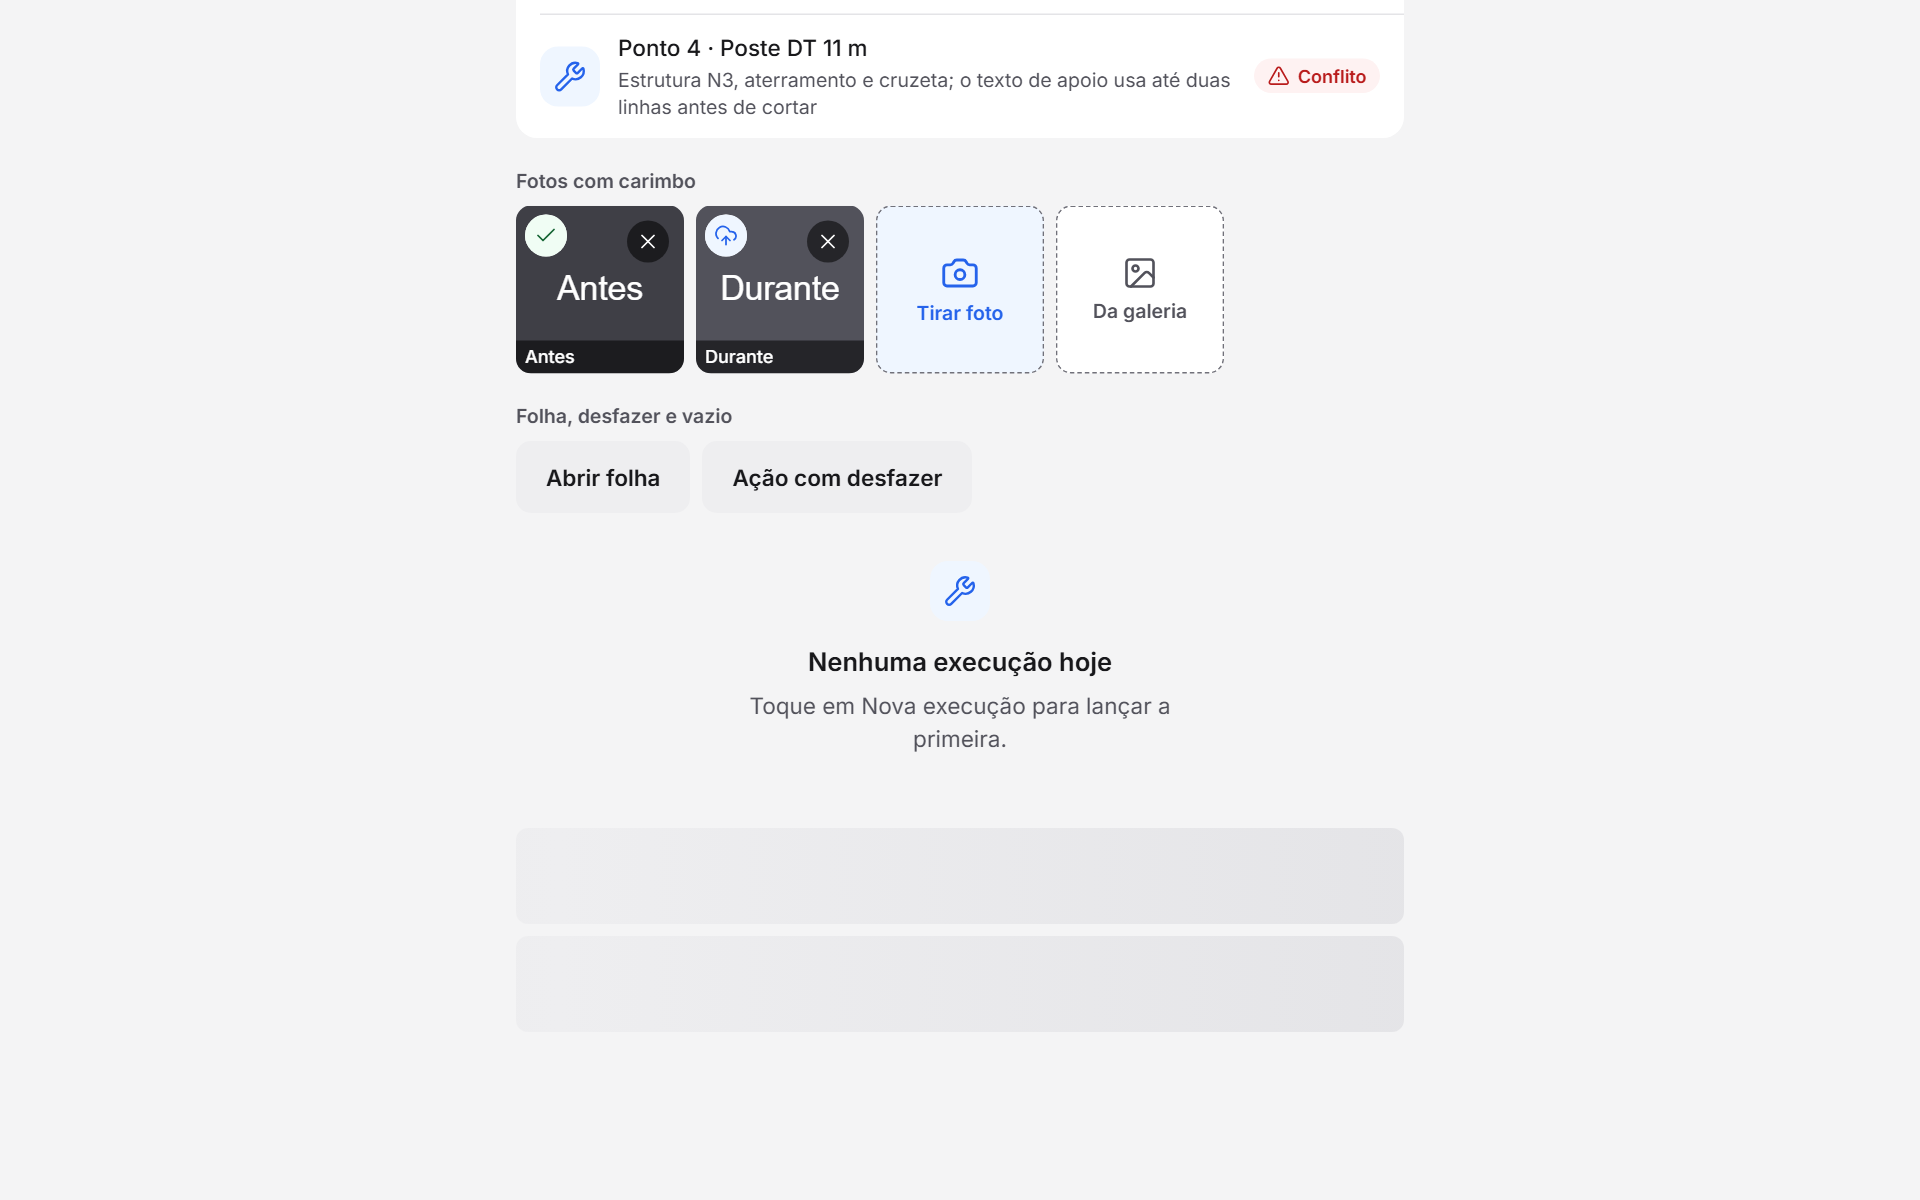 Ponto 4 · Poste DT 11 m
Estrutura N3, aterramento e cruzeta; o texto de apoio usa até duas
linhas antes de cortar
Conflito
Fotos com carimbo
Antes
Antes
Durante
Durante
Tirar foto
Da galeria
Folha, desfazer e vazio
Abrir folha
Ação com desfazer
Nenhuma execução hoje
Toque em Nova execução para lançar a
primeira.